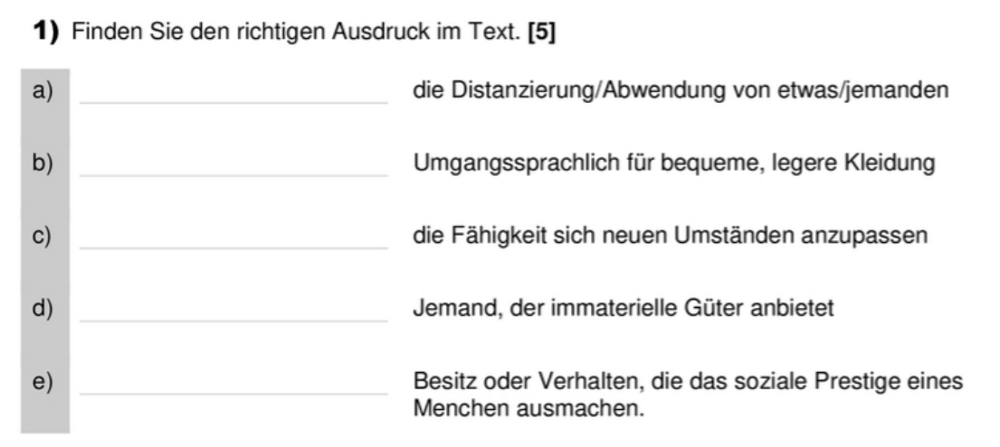 1) Finden Sie den richtigen Ausdruck im Text. [5]
a) die Distanzierung/Abwendung von etwas/jemanden
b) Umgangssprachlich für bequeme, legere Kleidung
c) die Fähigkeit sich neuen Umständen anzupassen
d) Jemand, der immaterielle Güter anbietet
e) Besitz oder Verhalten, die das soziale Prestige eines
Menchen ausmachen.